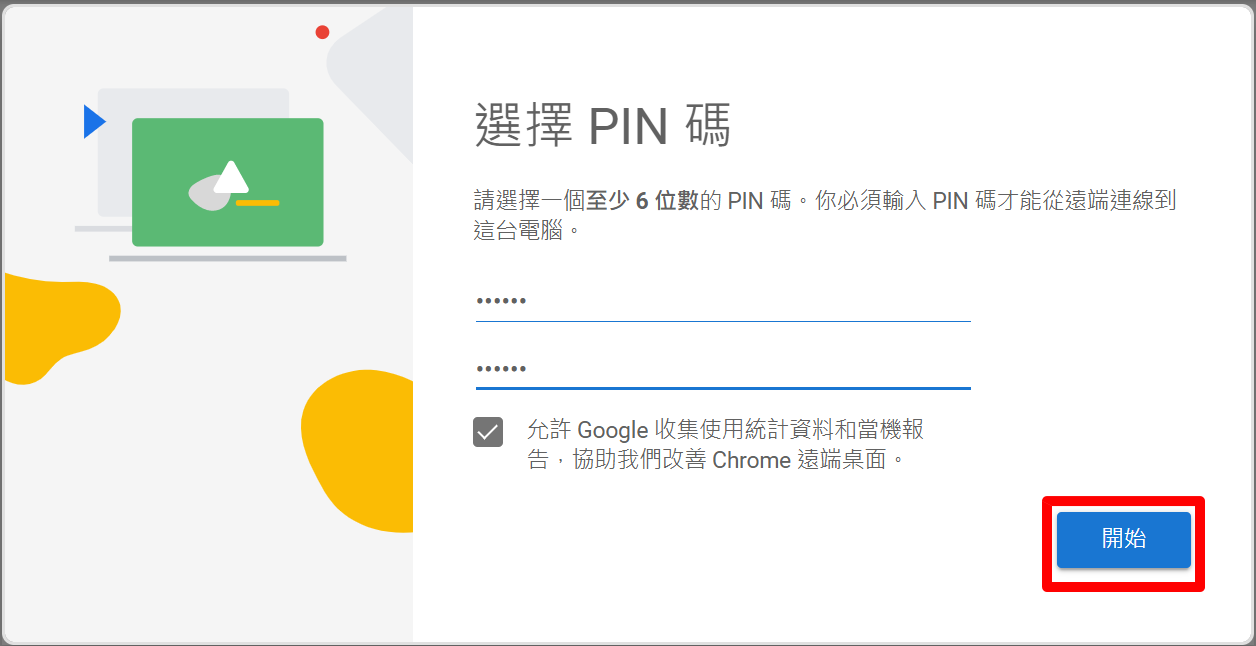 選擇 PIN 碼
請選擇一個至少 6 位數的 PIN 碼。你必須輸入 PIN 碼才能從遠端連線到
這台電腦。
••••••
••••••
允許 Google 收集使用統計資料和當機報
告，協助我們改善 Chrome 遠端桌面。
開始